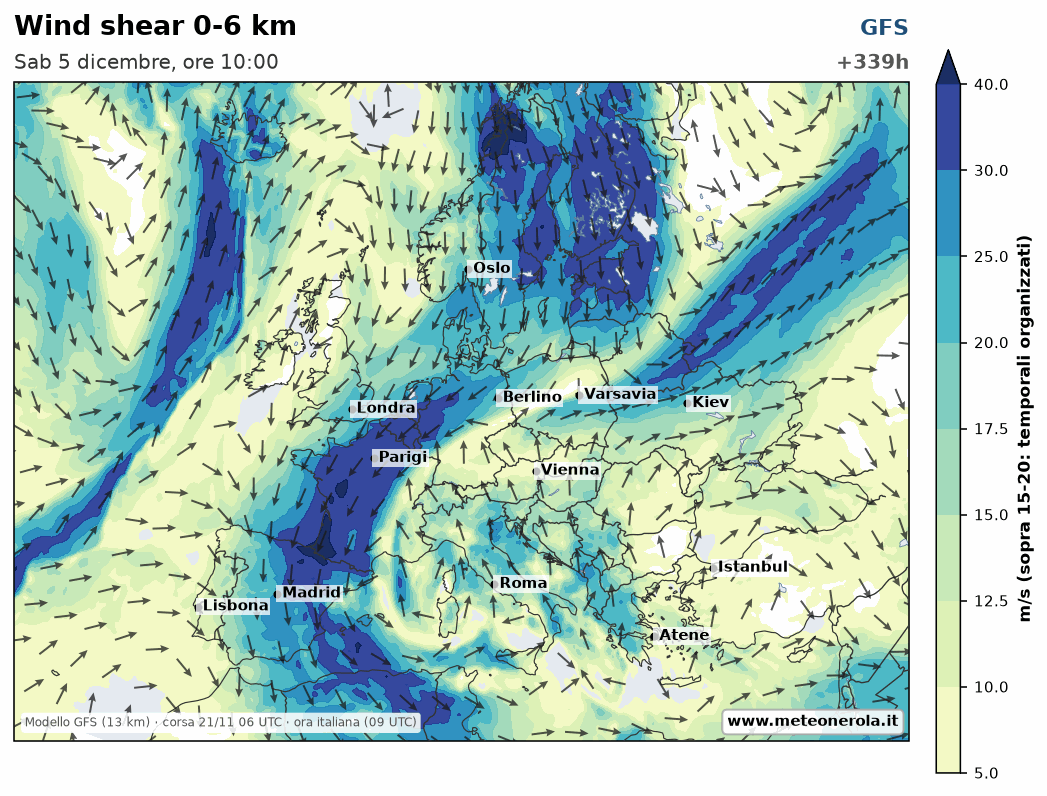 Wind shear 0-6 km
GFS
Sab 5 dicembre, ore 10:00
+339h
40.0
30.0
25.0
20.0
17.5
15.0
12.5
10.0
5.0
m/s (sopra 15-20: temporali organizzati)
Oslo
Berlino
Varsavia
Londra
Kiev
Parigi
Vienna
Istanbul
Roma
Madrid
Lisbona
Atene
Modello GFS (13 km) · corsa 21/11 06 UTC · ora italiana (09 UTC)
www.meteonerola.it